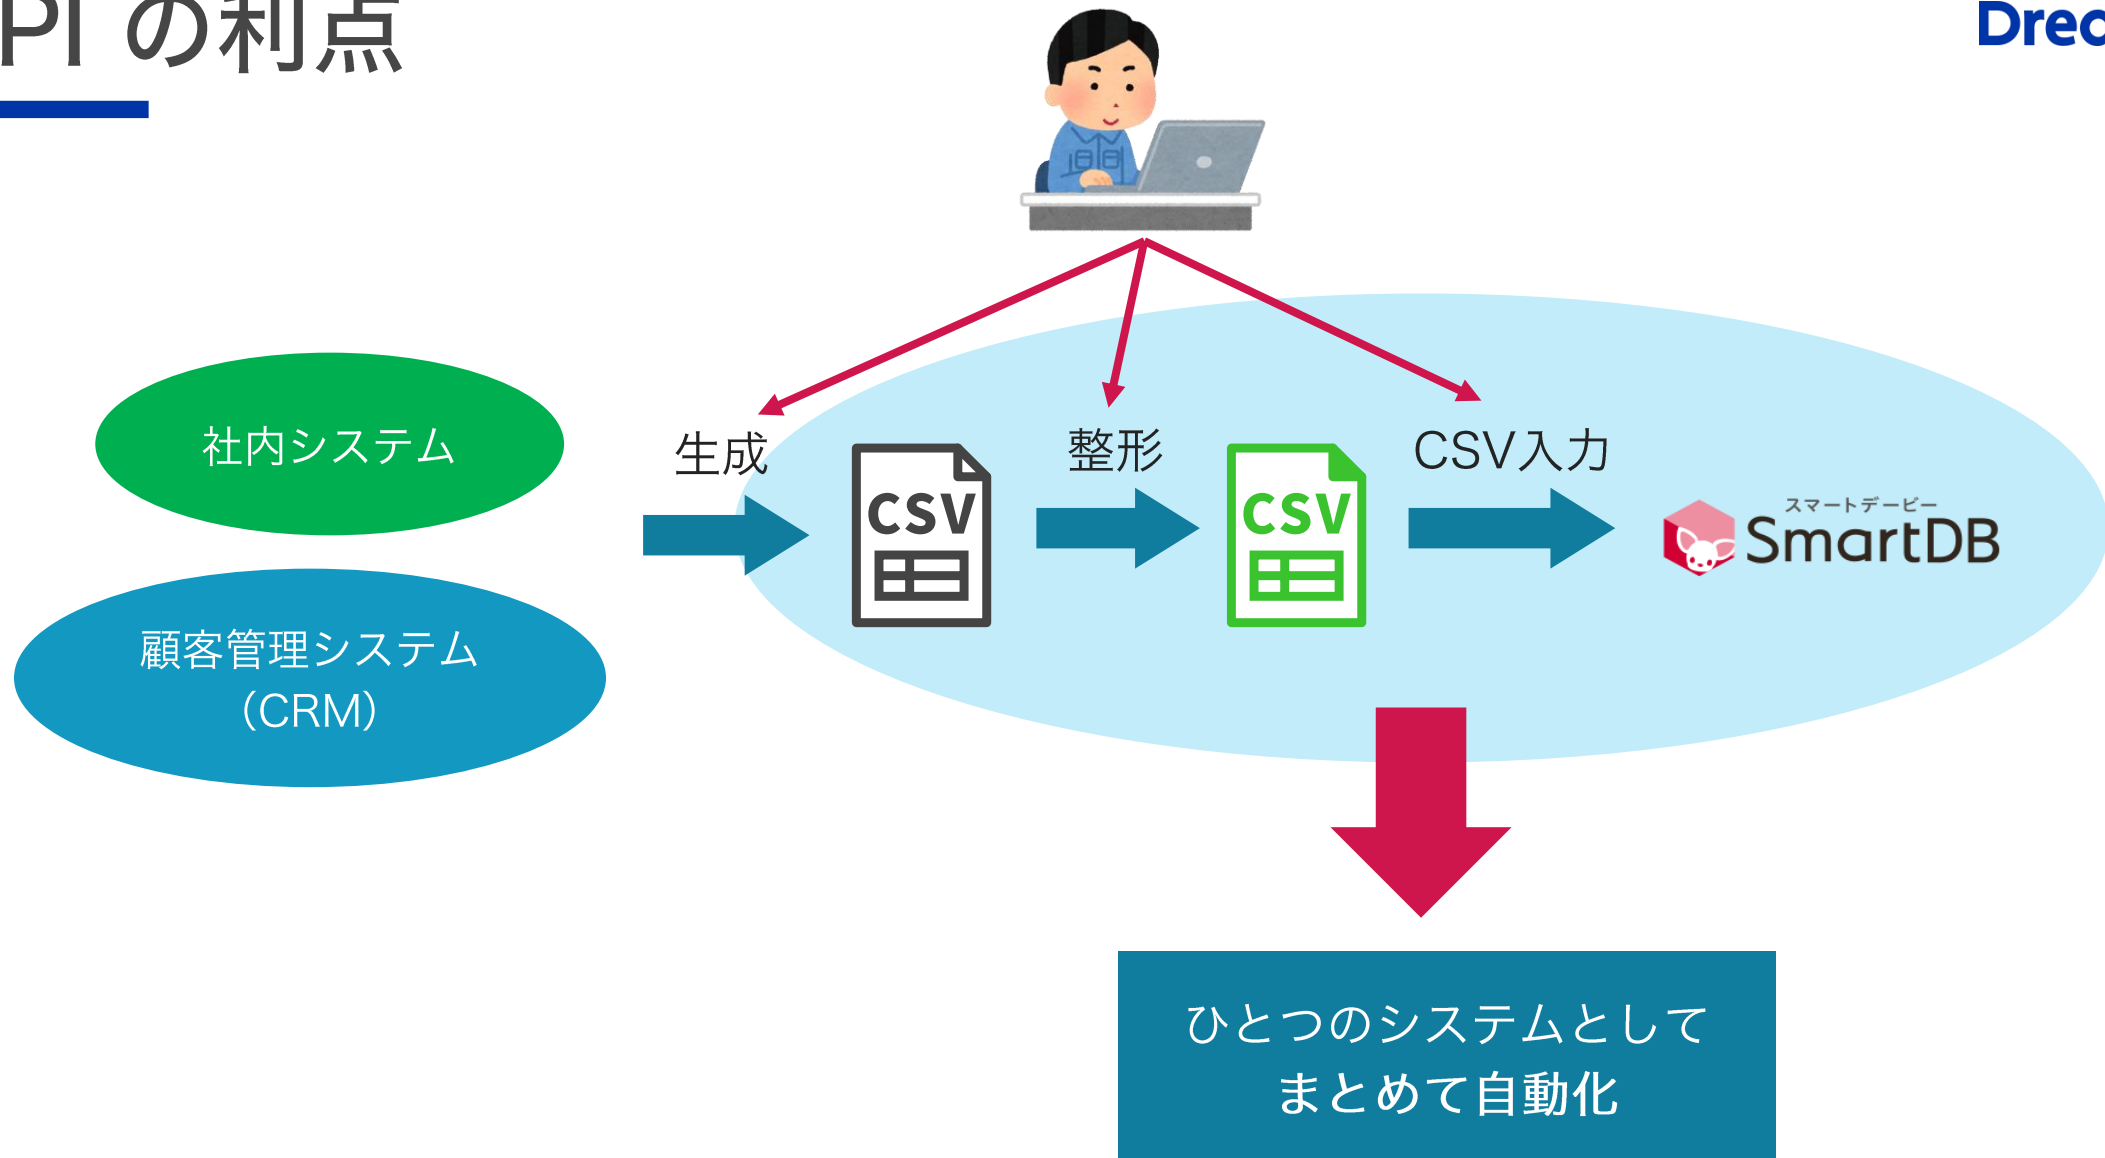 PI の利点
Drec
社内システム
生成
整形
CSV入力
CSV
CSV
スマートデービー
SmartDB
顧客管理システム
(CRM)
ひとつのシステムとして
まとめて自動化